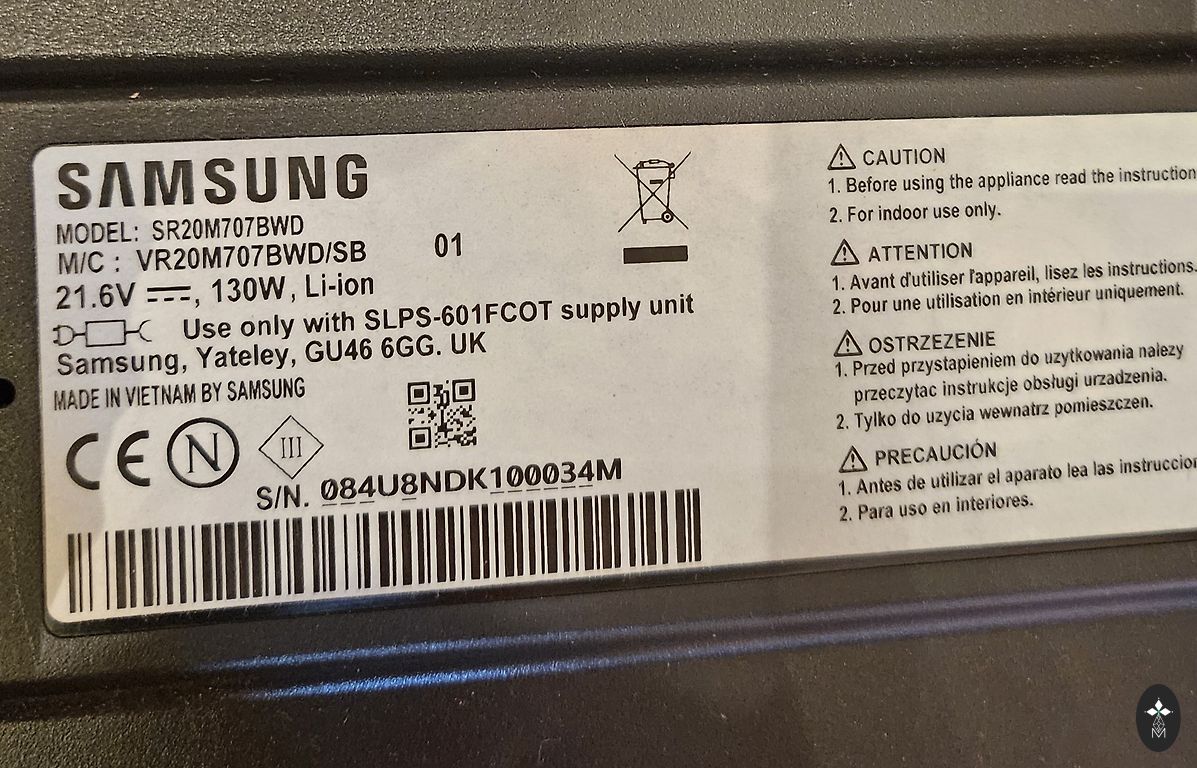 SAMSUNG
MODEL: SR20M707BWD
M/C : VR20M707BWD/SB 01
21.6V ⎓, 130W, Li-ion
Use only with SLPS-601FCOT supply unit
Samsung, Yateley, GU46 6GG. UK
MADE IN VIETNAM BY SAMSUNG
CE N III
S/N. 084U8NDK100034M
CAUTION
1. Before using the appliance read the instruction
2. For indoor use only.
ATTENTION
1. Avant d'utiliser l'appareil, lisez les instructions.
2. Pour une utilisation en intérieur uniquement.
OSTRZEZENIE
1. Przed przystapieniem do uzytkowania nalezy
przeczytac instrukcje obsługi urzadzenia.
2. Tylko do uzycia wewnatrz pomieszczen.
PRECAUCIÓN
1. Antes de utilizar el aparato lea las instruccion
2. Para uso en interiores.
M